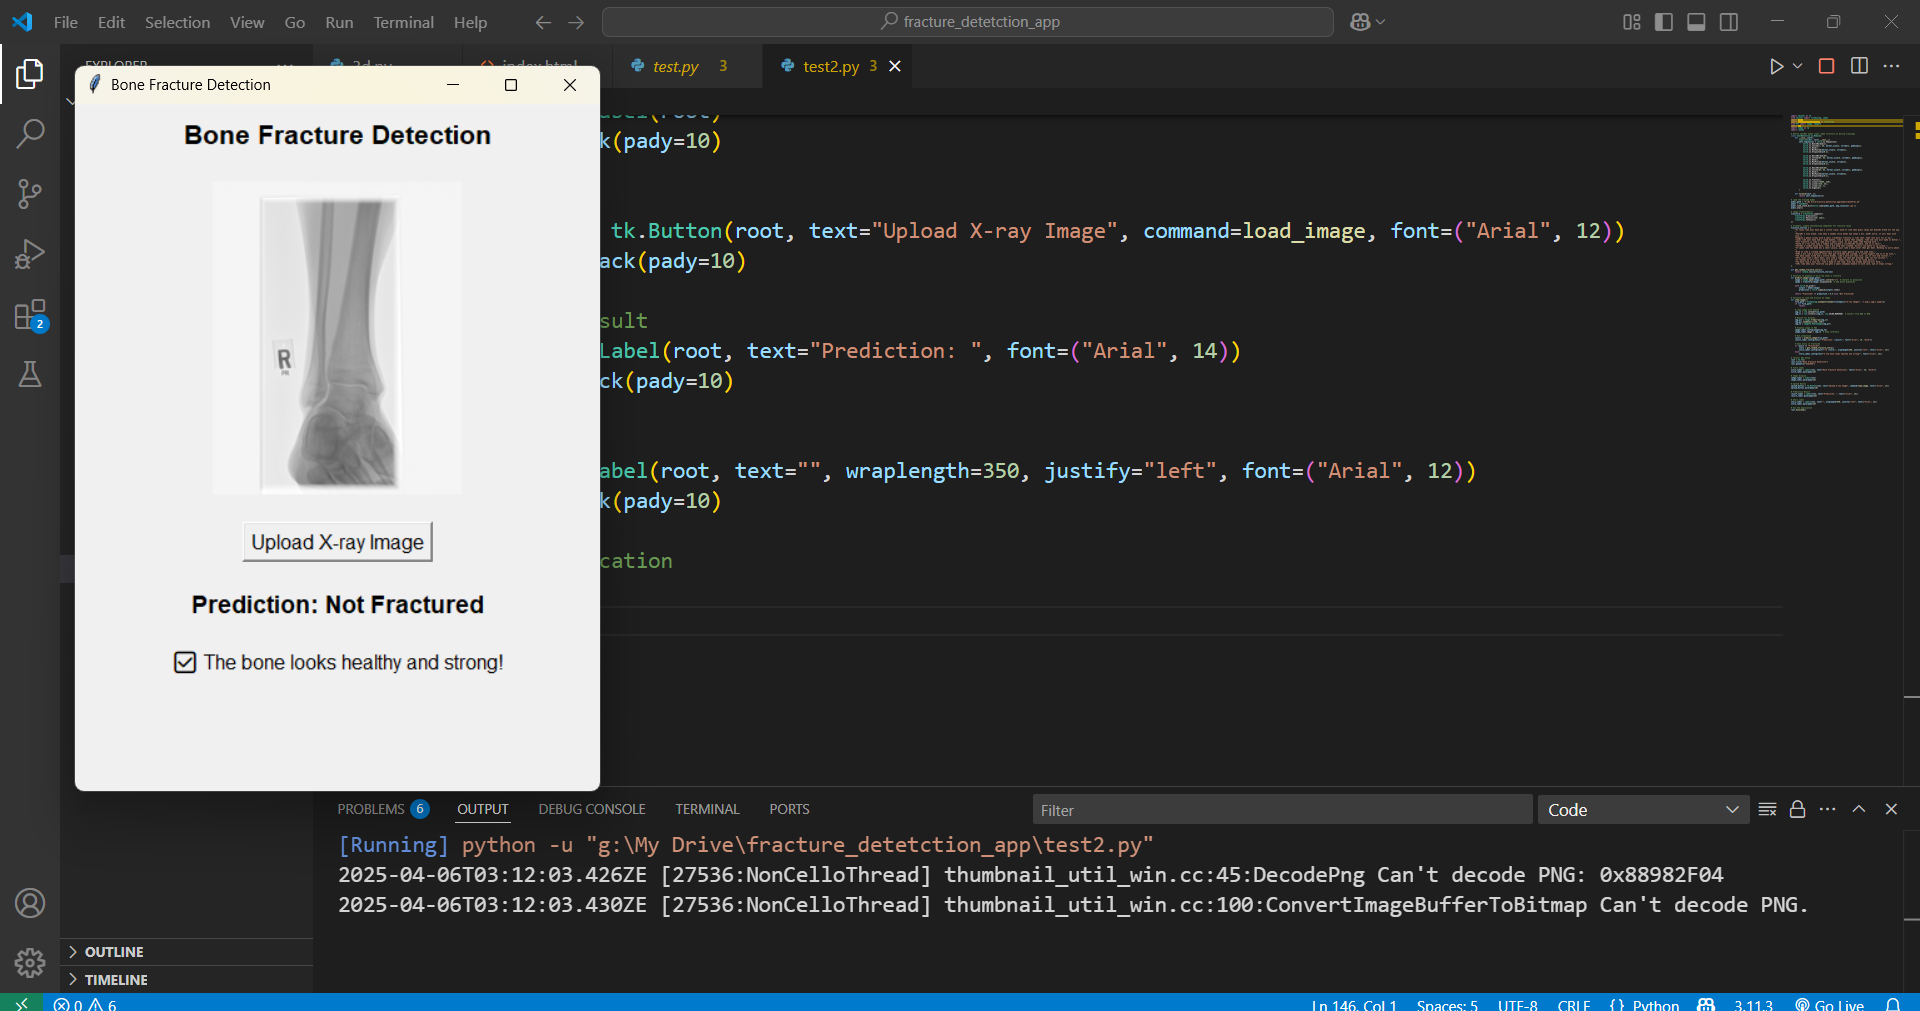 File Edit Selection View Go Run Terminal Help
fracture_detetction_app
test.py 3
test2.py 3
Bone Fracture Detection
Bone Fracture Detection
R
Upload X-ray Image
Prediction: Not Fractured
The bone looks healthy and strong!
k(pady=10)
tk.Button(root, text="Upload X-ray Image", command=load_image, font=("Arial", 12))
ack(pady=10)
sult
Label(root, text="Prediction: ", font=("Arial", 14))
ck(pady=10)
abel(root, text="", wraplength=350, justify="left", font=("Arial", 12))
k(pady=10)
cation
2
PROBLEMS 6 OUTPUT DEBUG CONSOLE TERMINAL PORTS
Filter
Code
[Running] python -u "g:\My Drive\fracture_detetction_app\test2.py"
2025-04-06T03:12:03.426ZE [27536:NonCelloThread] thumbnail_util_win.cc:45:DecodePng Can't decode PNG: 0x88982F04
2025-04-06T03:12:03.430ZE [27536:NonCelloThread] thumbnail_util_win.cc:100:ConvertImageBufferToBitmap Can't decode PNG.
OUTLINE
TIMELINE
0 6
Ln 146, Col 1 Spaces: 5 UTF-8 CRLF {} Python 3.11.3 Go Live